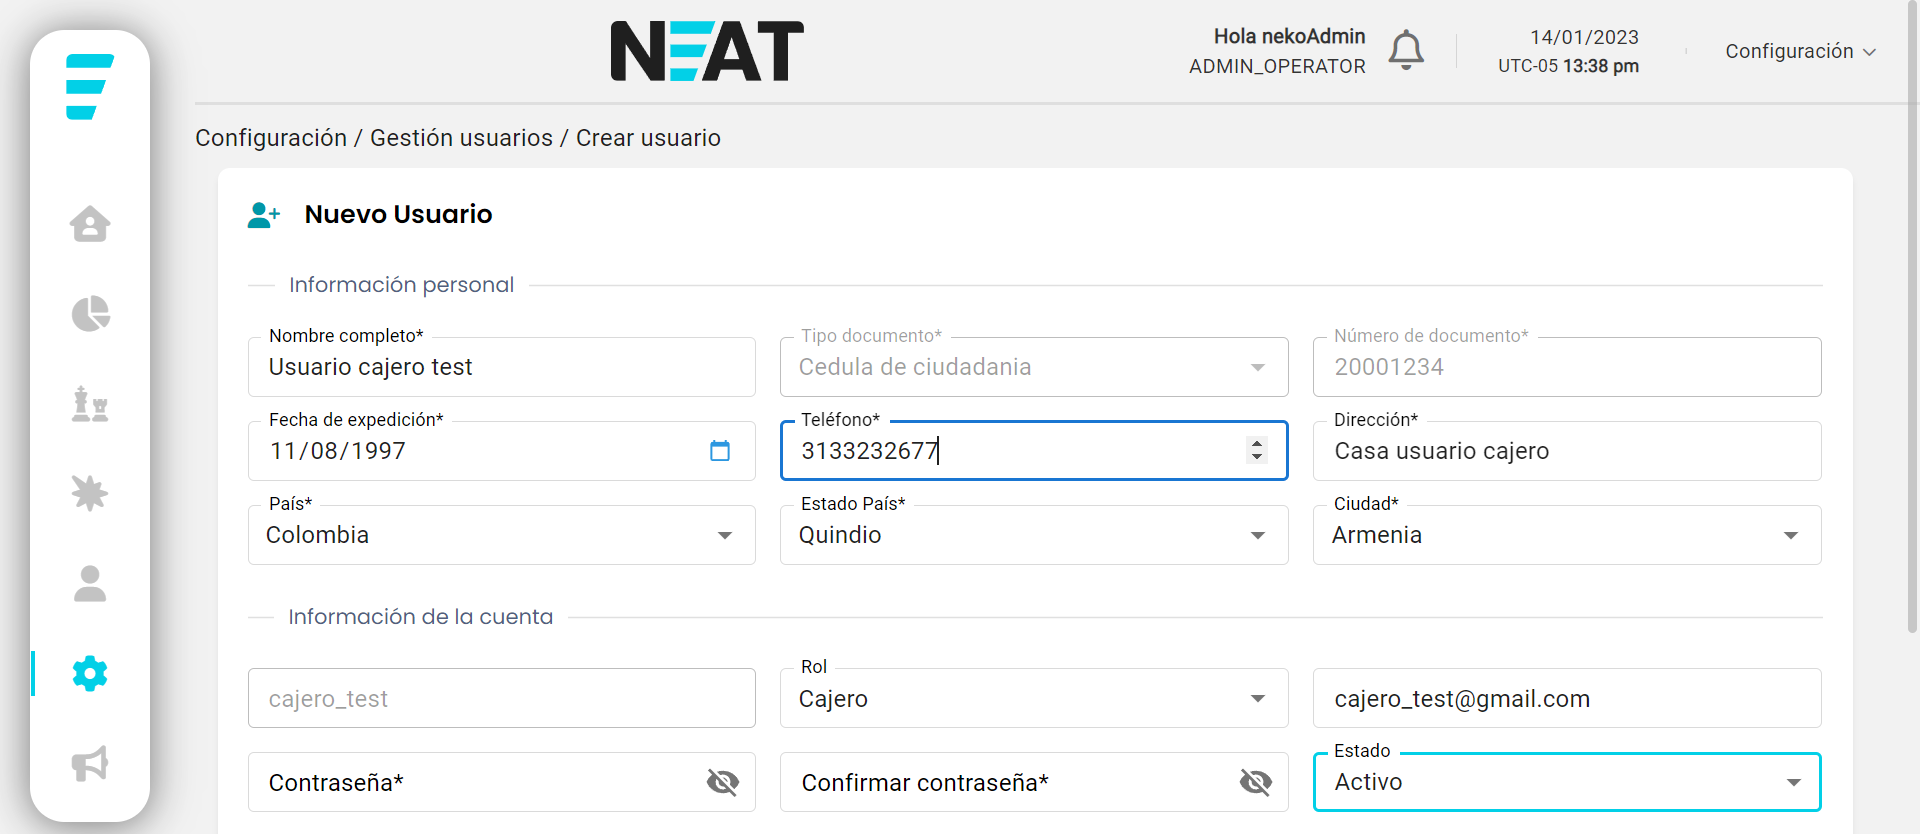 NEAT
Hola nekoAdmin
ADMIN_OPERATOR
14/01/2023
UTC-05 13:38 pm
Configuración
Configuración / Gestión usuarios / Crear usuario
Nuevo Usuario
Información personal
Nombre completo*
Usuario cajero test
Tipo documento*
Cedula de ciudadania
Número de documento*
20001234
Fecha de expedición*
11/08/1997
Teléfono*
3133232677
Dirección*
Casa usuario cajero
País*
Colombia
Estado País*
Quindio
Ciudad*
Armenia
Información de la cuenta
cajero_test
Rol
Cajero
cajero_test@gmail.com
Contraseña*
Confirmar contraseña*
Estado
Activo